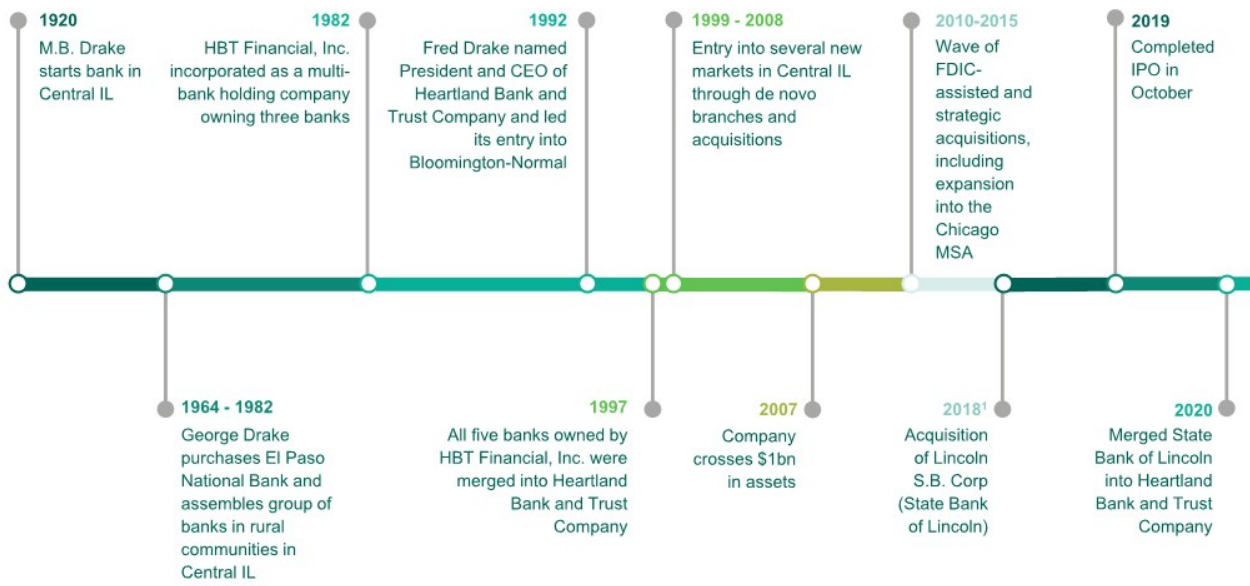 1920
M.B. Drake
starts bank in
Central IL
1982
HBT Financial, Inc.
incorporated as a multi-
bank holding company
owning three banks
1992
Fred Drake named
President and CEO of
Heartland Bank and
Trust Company and led
its entry into
Bloomington-Normal
1999 - 2008
Entry into several new
markets in Central IL
through de novo
branches and
acquisitions
2010-2015
Wave of
FDIC-
assisted and
strategic
acquisitions,
including
expansion
into the
Chicago
MSA
2019
Completed
IPO in
October
1964 - 1982
George Drake
purchases El Paso
National Bank and
assembles group of
banks in rural
communities in
Central IL
1997
All five banks owned by
HBT Financial, Inc. were
merged into Heartland
Bank and Trust
Company
2007
Company
crosses $1bn
in assets
2018¹
Acquisition
of Lincoln
S.B. Corp
(State Bank
of Lincoln)
2020
Merged State
Bank of Lincoln
into Heartland
Bank and Trust
Company